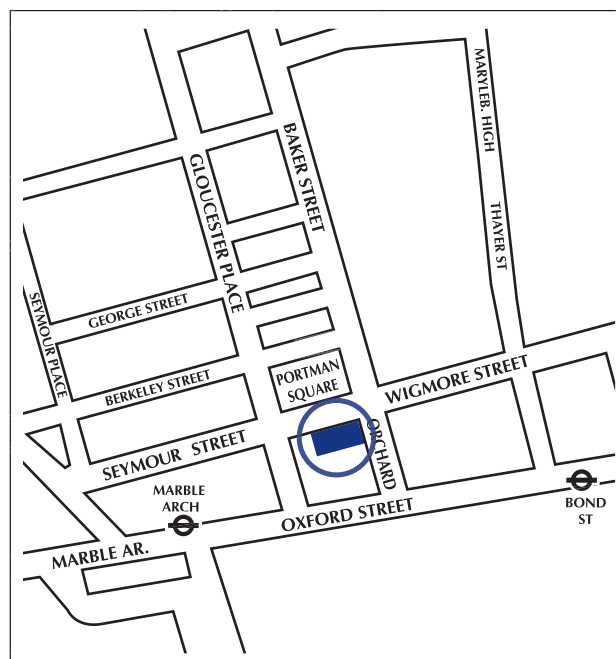 MARYLEB. HIGH
THAYER ST
BAKER STREET
GLOUCESTER PLACE
SEYMOUR PLACE
GEORGE STREET
BERKELEY STREET
PORTMAN
SQUARE
WIGMORE STREET
SEYMOUR STREET
ORCHARD
MARBLE
ARCH
OXFORD STREET
BOND
ST
MARBLE AR.